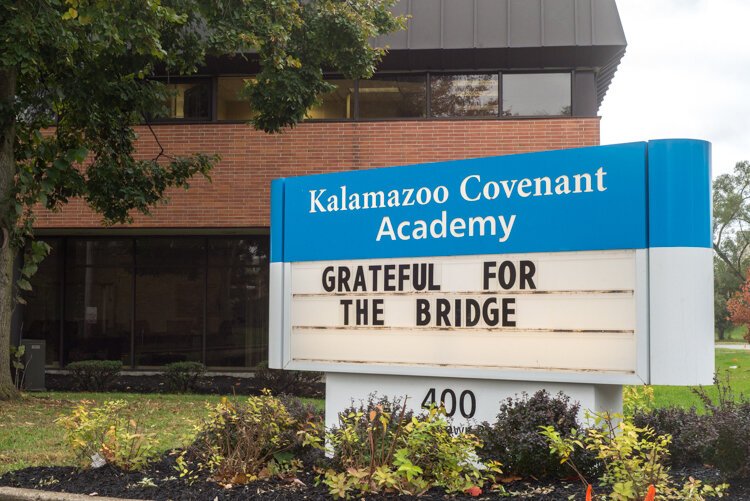 Kalamazoo Covenant
Academy
GRATEFUL FOR
THE BRIDGE
400